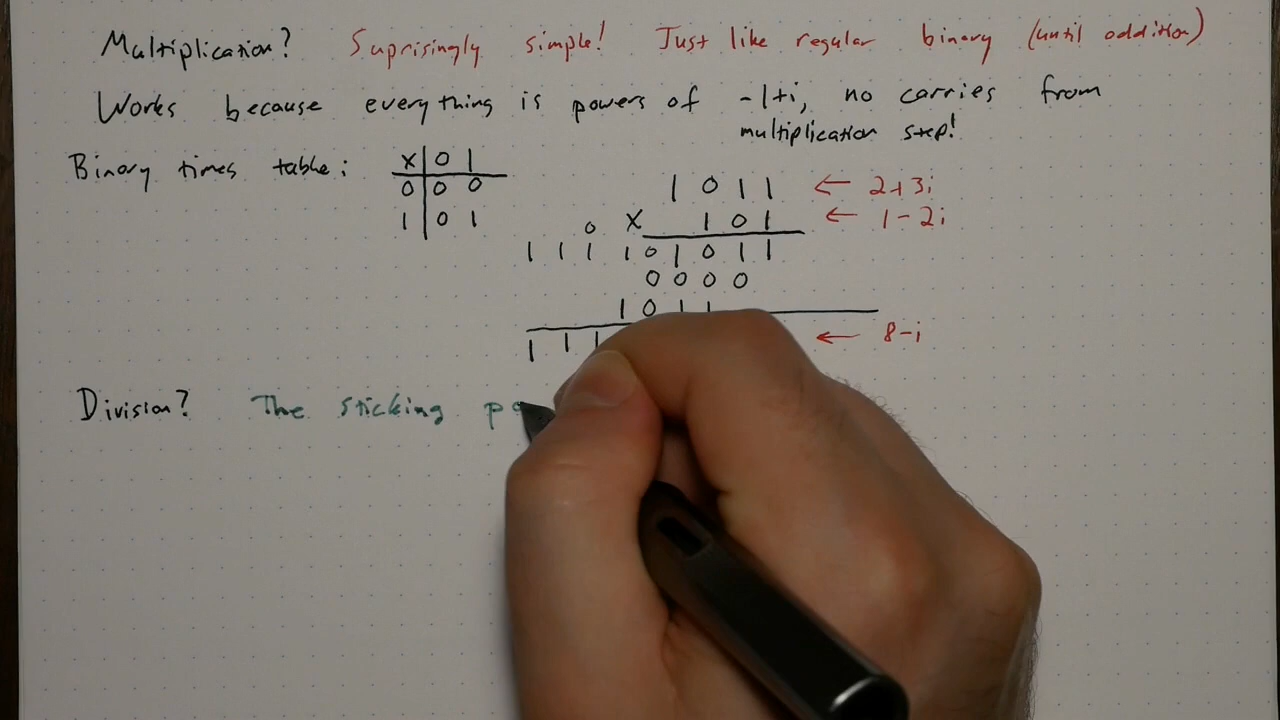 Multiplication? Suprisingly simple! Just like regular binary (until addition)
Works because everything is powers of -1+i, no carries from
multiplication step!
Binary times table:
X 0 1
0 0 0
1 0 1
1 0 1 1 ← 2+3i
0 X 1 0 1 ← 1-2i
1 1 1 1 0 1 0 1 1
0 0 0 0
1 0 1 1
1 1 1 ← 8-i
Division? The sticking